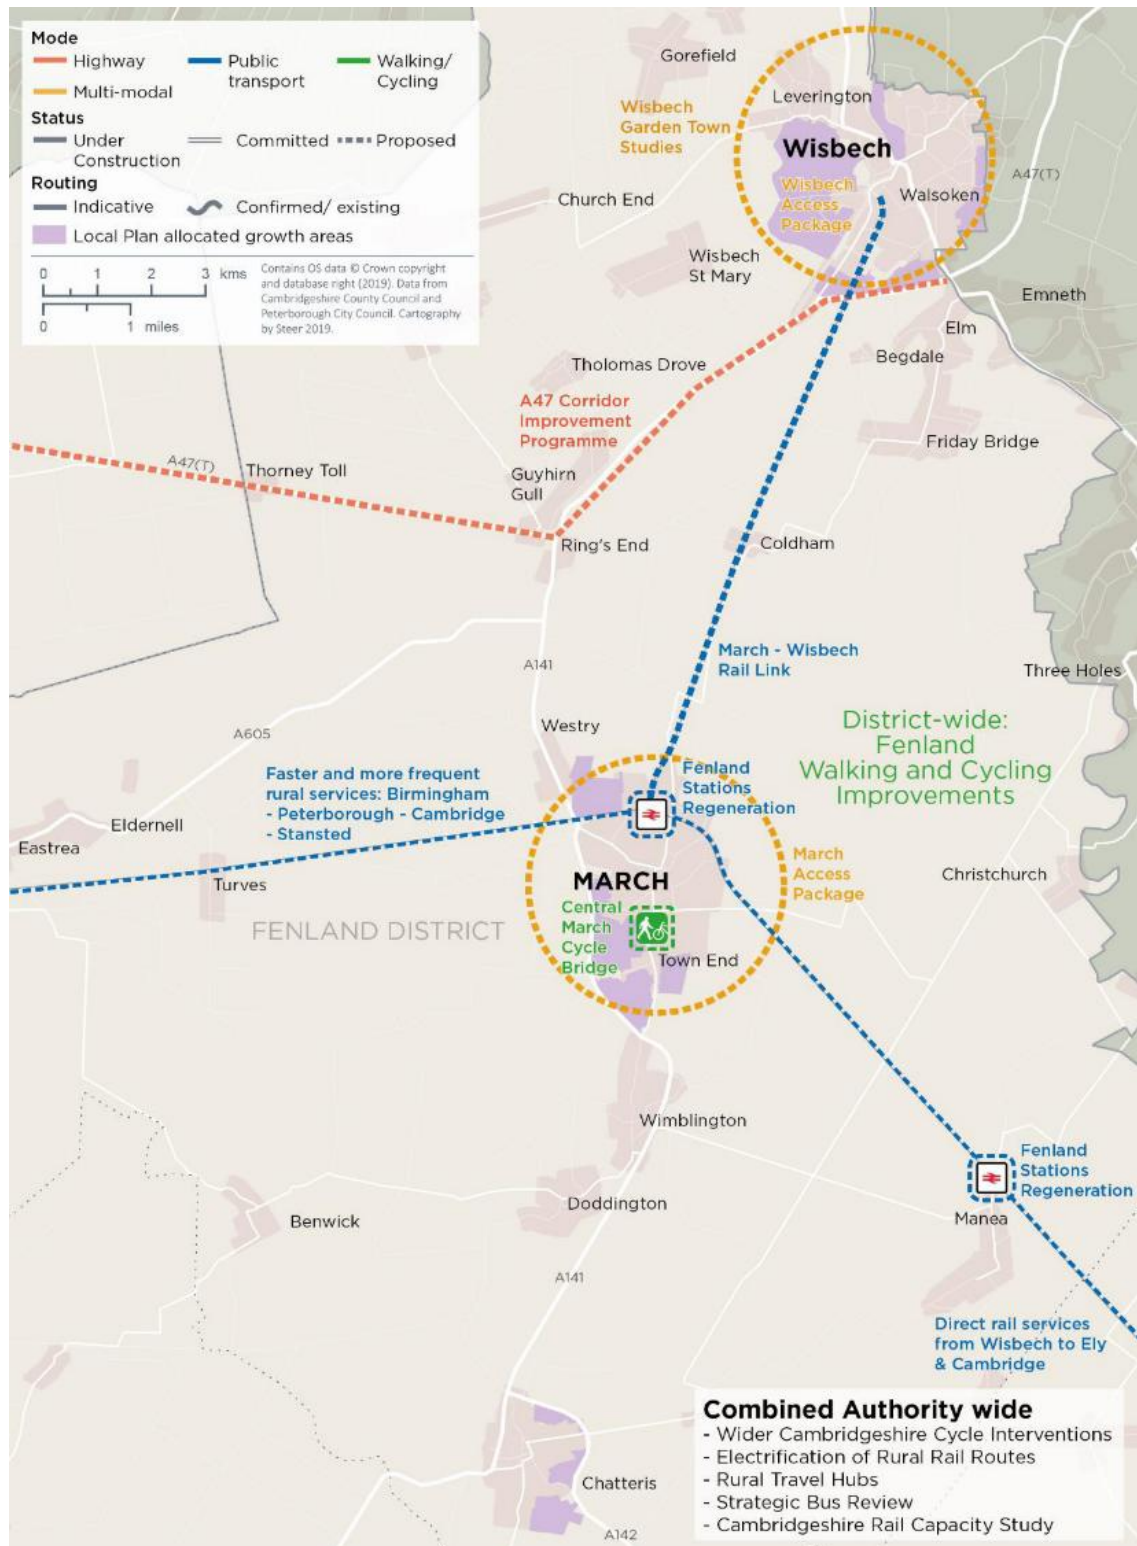 Mode
Highway
Public
transport
Walking/
Cycling
Multi-modal
Status
Under
Construction
Committed
Proposed
Routing
Indicative
Confirmed/ existing
Local Plan allocated growth areas
0 1 2 3 kms
0 1 miles
Contains OS data © Crown copyright
and database right (2019). Data from
Cambridgeshire County Council and
Peterborough City Council. Cartography
by Steer 2019.
Gorefield
Leverington
Wisbech
Garden Town
Studies
Wisbech
Wisbech
Access
Package
A47(T)
Walsoken
Church End
Wisbech
St Mary
Emneth
Elm
Begdale
Tholomas Drove
A47 Corridor
Improvement
Programme
Friday Bridge
A47(T)
Thorney Toll
Guyhirn
Gull
Ring's End
Coldham
A141
March - Wisbech
Rail Link
Three Holes
Westry
A605
District-wide:
Fenland
Walking and Cycling
Improvements
Faster and more frequent
rural services: Birmingham
- Peterborough - Cambridge
- Stansted
Fenland
Stations
Regeneration
Eldernell
Eastrea
Turves
MARCH
March
Access
Package
Christchurch
FENLAND DISTRICT
Central
March
Cycle
Bridge
Town End
Wimblington
Fenland
Stations
Regeneration
Doddington
Benwick
Manea
A141
Direct rail services
from Wisbech to Ely
& Cambridge
Combined Authority wide
- Wider Cambridgeshire Cycle Interventions
- Electrification of Rural Rail Routes
- Rural Travel Hubs
- Strategic Bus Review
- Cambridgeshire Rail Capacity Study
Chatteris
A142